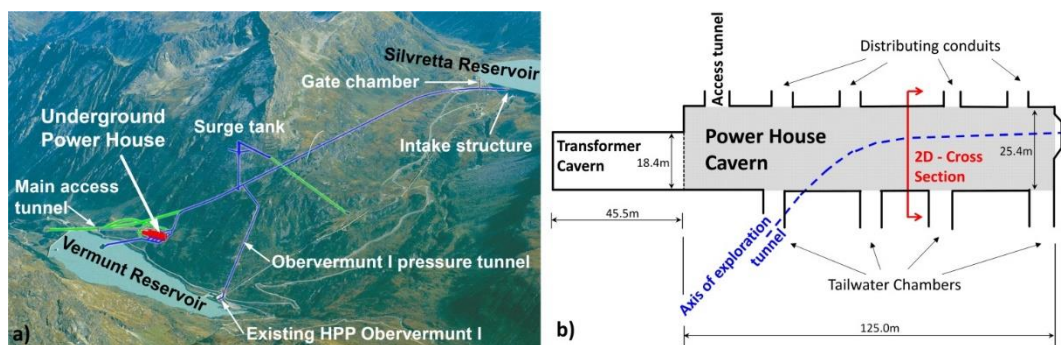 Silvretta Reservoir
Gate chamber
Surge tank
Intake structure
Underground
Power House
Main access
tunnel
Vermunt Reservoir
Obervermunt I pressure tunnel
Existing HPP Obervermunt I
a)
Access tunnel
Distributing conduits
Transformer
Cavern
18.4m
Power House
Cavern
2D - Cross
Section
25.4m
45.5m
Axis of exploration
tunnel
Tailwater Chambers
125.0m
b)